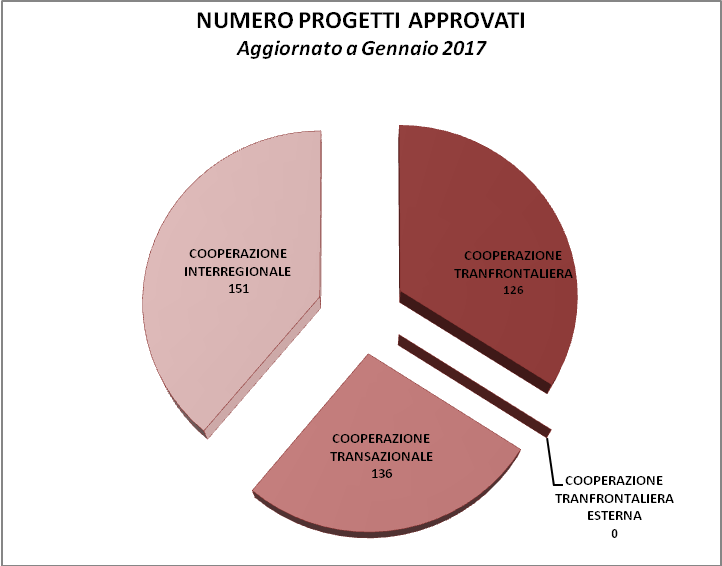 NUMERO PROGETTI APPROVATI
Aggiornato a Gennaio 2017
COOPERAZIONE
INTERREGIONALE
151
COOPERAZIONE
TRANFRONTALIERA
126
COOPERAZIONE
TRANSAZIONALE
136
COOPERAZIONE
TRANFRONTALIERA
ESTERNA
0